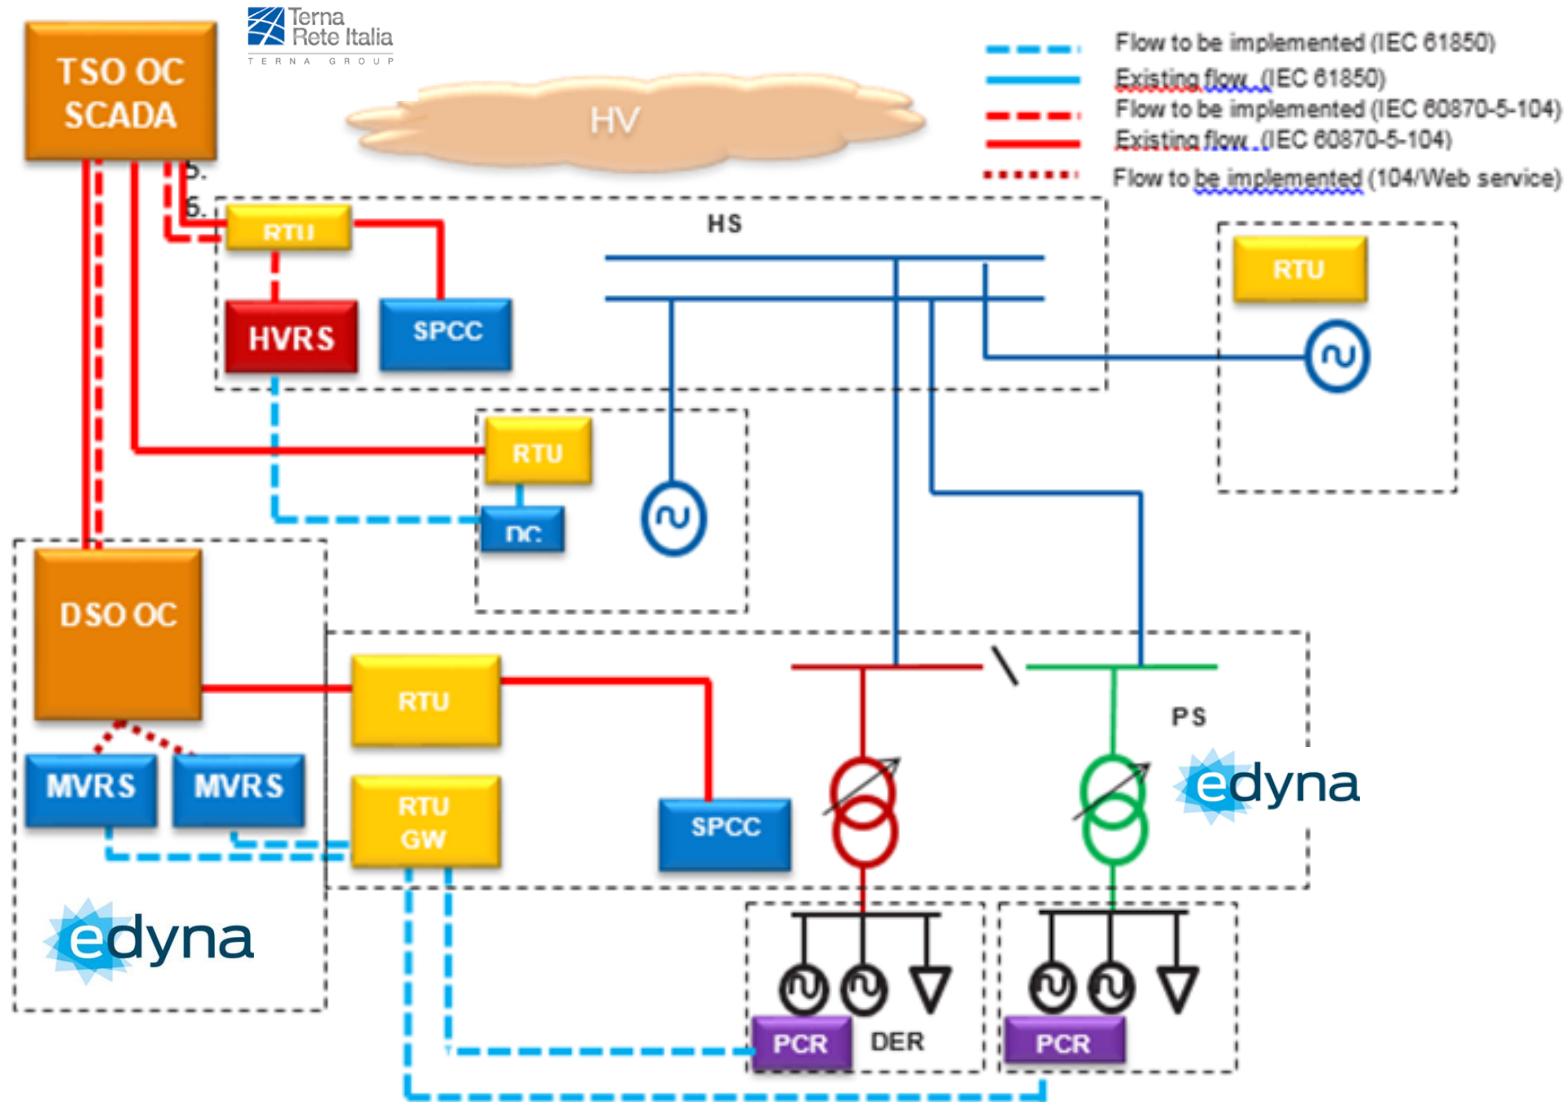 Terna
Rete Italia
TERNA GROUP
TSO OC
SCADA
HV
Flow to be implemented (IEC 61850)
Existing flow (IEC 61850)
Flow to be implemented (IEC 60870-5-104)
Existing flow (IEC 60870-5-104)
Flow to be implemented (104/Web service)
5.
6.
RTU
HS
RTU
HVRS
SPCC
RTU
DC
DSO OC
RTU
PS
edyna
MVRS
MVRS
RTU
GW
SPCC
edyna
PCR
DER
PCR